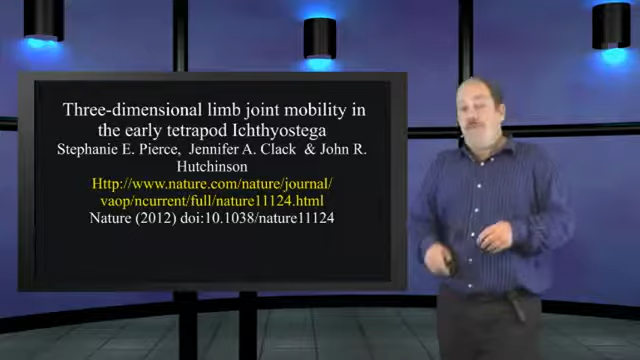 Three-dimensional limb joint mobility in
the early tetrapod Ichthyostega
Stephanie E. Pierce, Jennifer A. Clack & John R.
Hutchinson
Http://www.nature.com/nature/journal/
vaop/ncurrent/full/nature11124.html
Nature (2012) doi:10.1038/nature11124